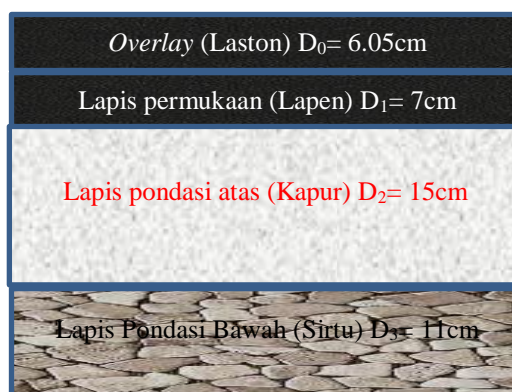 Overlay (Laston) D₀= 6.05cm
Lapis permukaan (Lapen) D₁= 7cm
Lapis pondasi atas (Kapur) D₂= 15cm
Lapis Pondasi Bawah (Sirtu) D₃= 11cm